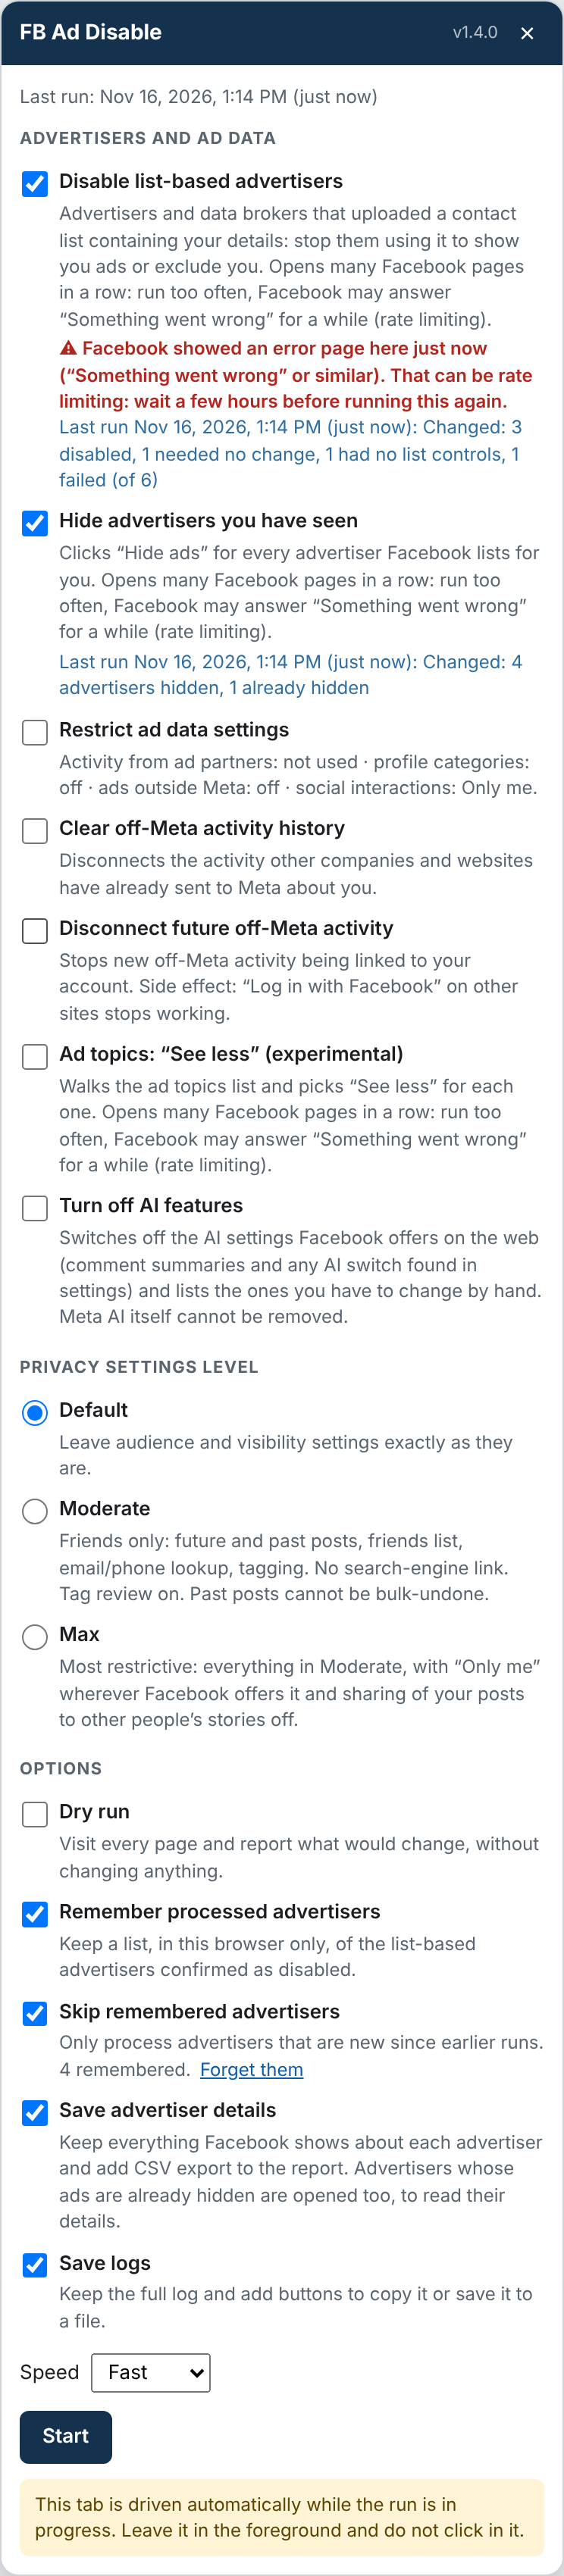 FB Ad Disable
v1.4.0 ×
Last run: Nov 16, 2026, 1:14 PM (just now)
ADVERTISERS AND AD DATA
Disable list-based advertisers
Advertisers and data brokers that uploaded a contact
list containing your details: stop them using it to show
you ads or exclude you. Opens many Facebook pages
in a row: run too often, Facebook may answer
“Something went wrong” for a while (rate limiting).
⚠ Facebook showed an error page here just now
(“Something went wrong” or similar). That can be rate
limiting: wait a few hours before running this again.
Last run Nov 16, 2026, 1:14 PM (just now): Changed: 3
disabled, 1 needed no change, 1 had no list controls, 1
failed (of 6)
Hide advertisers you have seen
Clicks “Hide ads” for every advertiser Facebook lists for
you. Opens many Facebook pages in a row: run too
often, Facebook may answer “Something went wrong”
for a while (rate limiting).
Last run Nov 16, 2026, 1:14 PM (just now): Changed: 4
advertisers hidden, 1 already hidden
Restrict ad data settings
Activity from ad partners: not used · profile categories:
off · ads outside Meta: off · social interactions: Only me.
Clear off-Meta activity history
Disconnects the activity other companies and websites
have already sent to Meta about you.
Disconnect future off-Meta activity
Stops new off-Meta activity being linked to your
account. Side effect: “Log in with Facebook” on other
sites stops working.
Ad topics: “See less” (experimental)
Walks the ad topics list and picks “See less” for each
one. Opens many Facebook pages in a row: run too
often, Facebook may answer “Something went wrong”
for a while (rate limiting).
Turn off AI features
Switches off the AI settings Facebook offers on the web
(comment summaries and any AI switch found in
settings) and lists the ones you have to change by hand.
Meta AI itself cannot be removed.
PRIVACY SETTINGS LEVEL
Default
Leave audience and visibility settings exactly as they
are.
Moderate
Friends only: future and past posts, friends list,
email/phone lookup, tagging. No search-engine link.
Tag review on. Past posts cannot be bulk-undone.
Max
Most restrictive: everything in Moderate, with “Only me”
wherever Facebook offers it and sharing of your posts
to other people’s stories off.
OPTIONS
Dry run
Visit every page and report what would change, without
changing anything.
Remember processed advertisers
Keep a list, in this browser only, of the list-based
advertisers confirmed as disabled.
Skip remembered advertisers
Only process advertisers that are new since earlier runs.
4 remembered. Forget them
Save advertiser details
Keep everything Facebook shows about each advertiser
and add CSV export to the report. Advertisers whose
ads are already hidden are opened too, to read their
details.
Save logs
Keep the full log and add buttons to copy it or save it to
a file.
Speed Fast
Start
This tab is driven automatically while the run is in
progress. Leave it in the foreground and do not click in it.